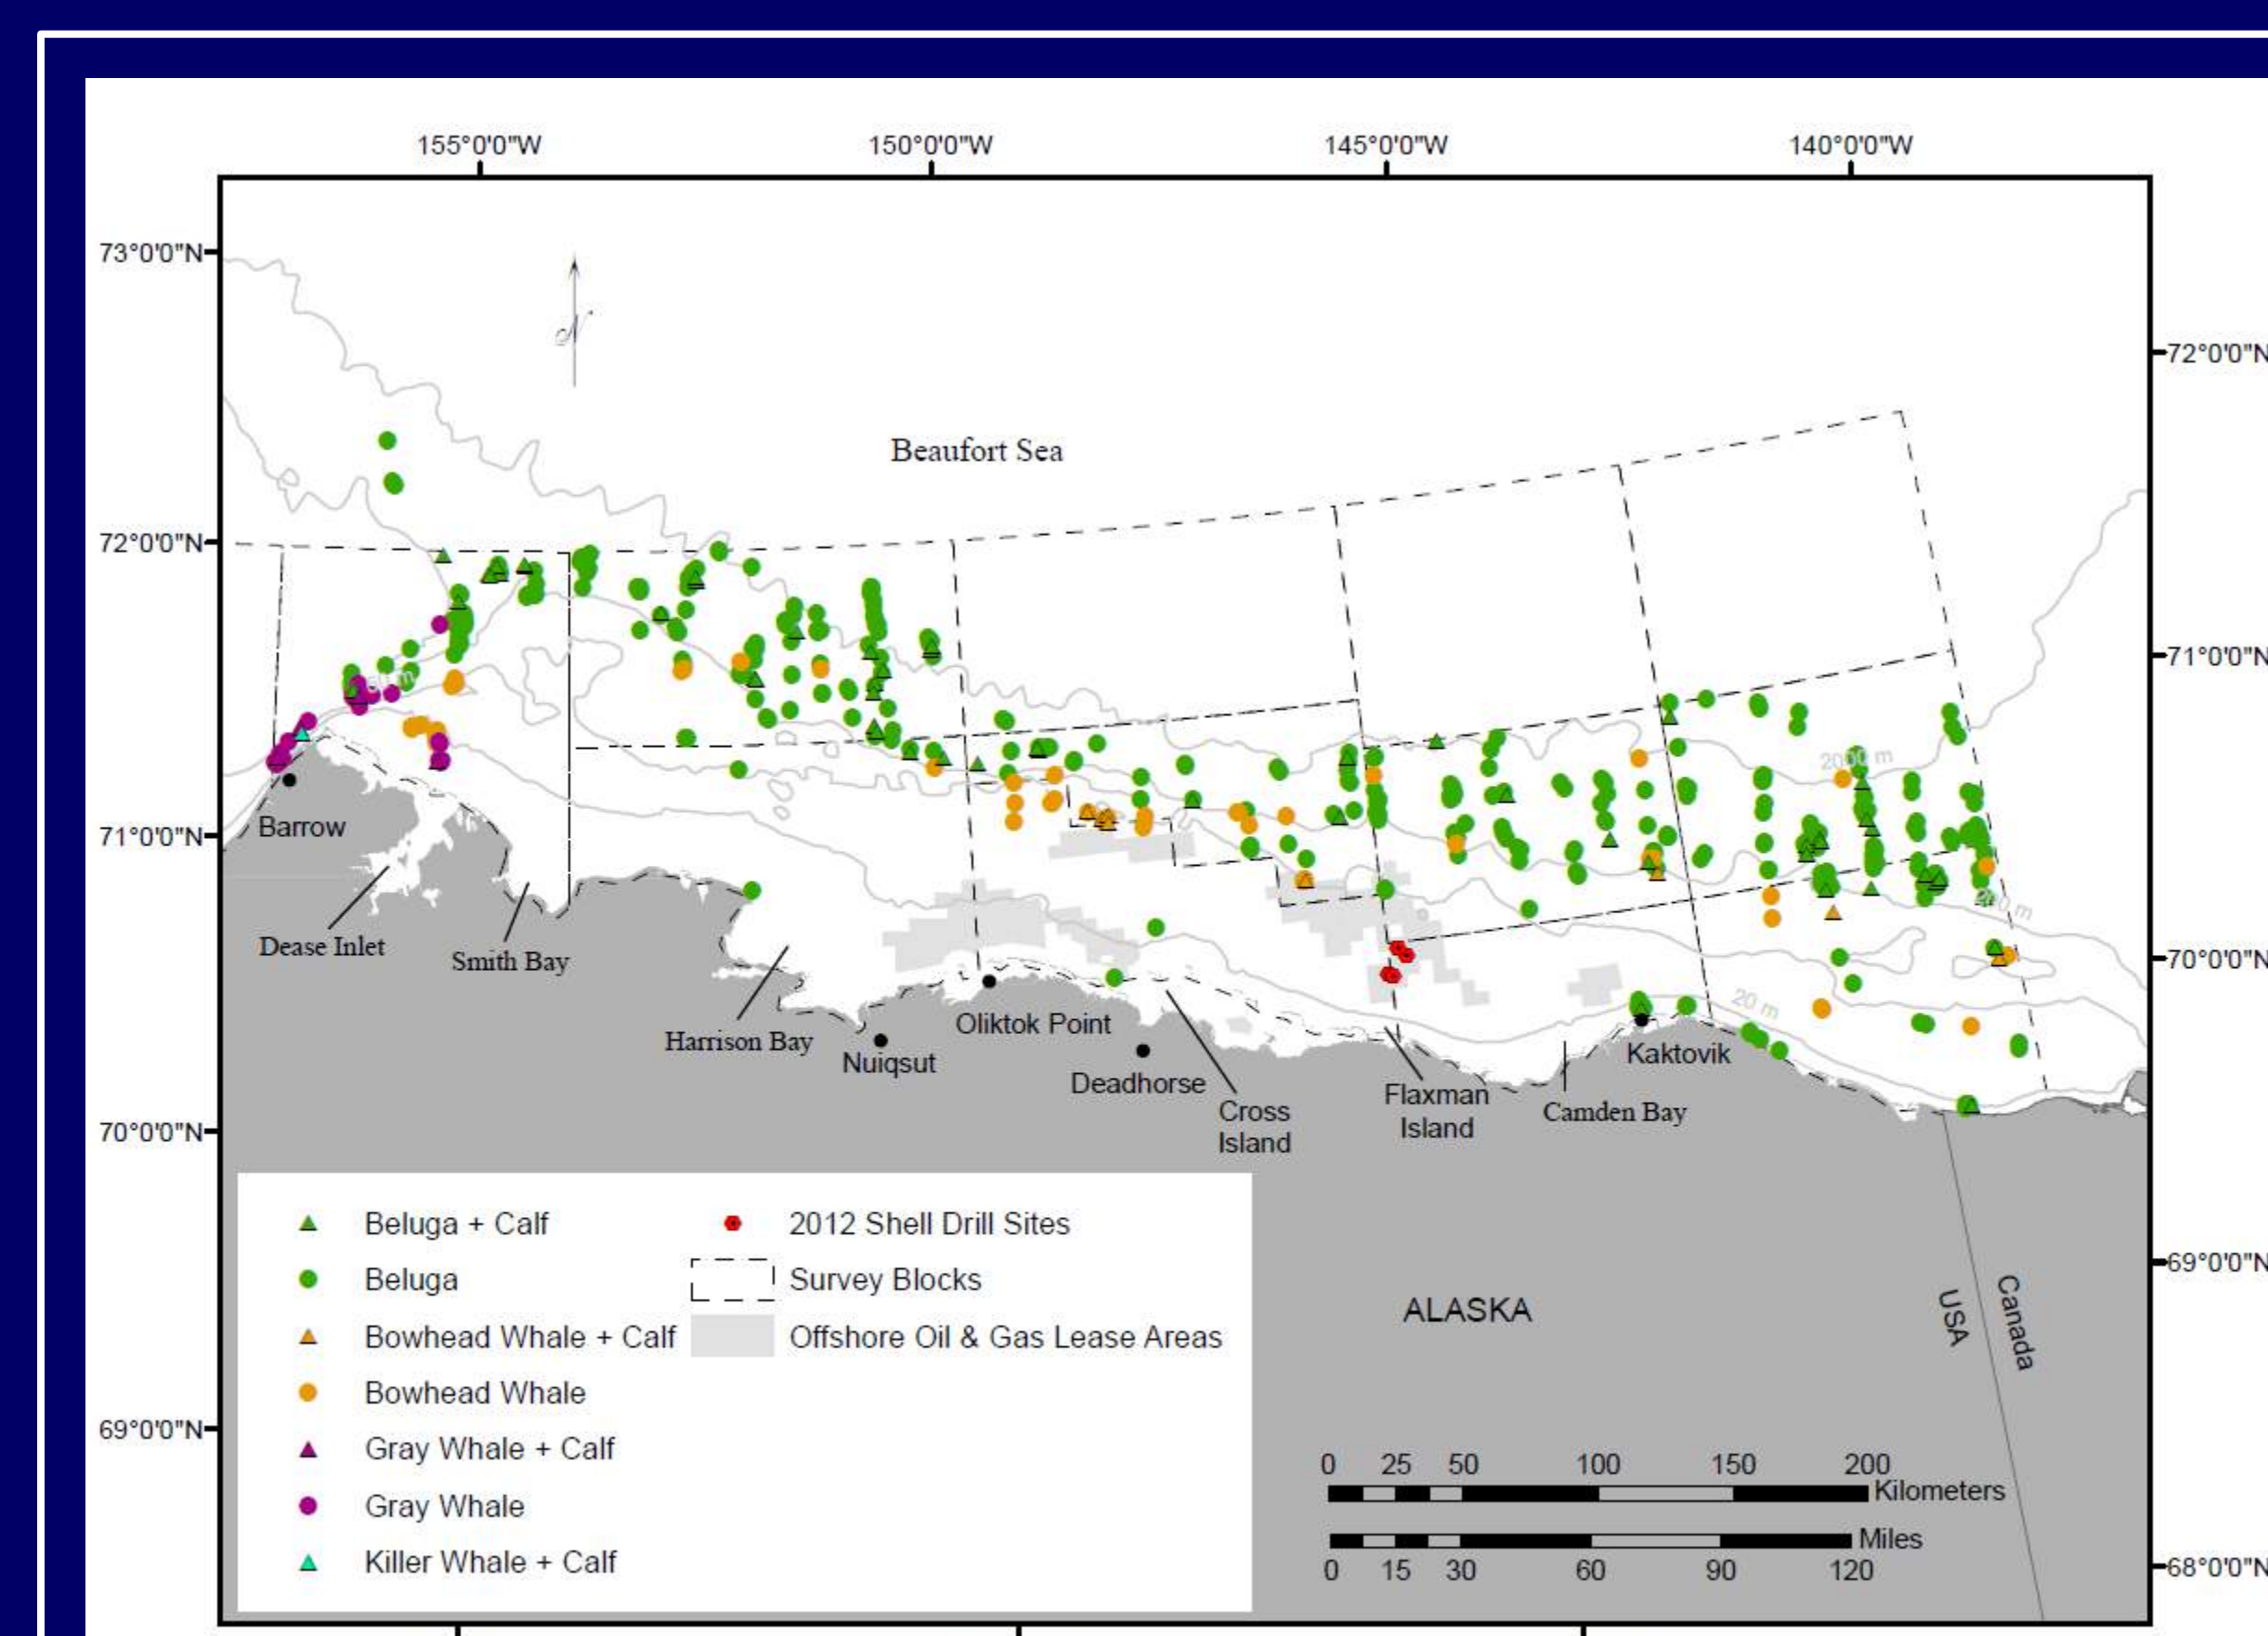 155°0'0"W
150°0'0"W
145°0'0"W
140°0'0"W
73°0'0"N
72°0'0"N
Beaufort Sea
72°0'0"N
71°0'0"N
2000 m
50 m
71°0'0"N
Barrow
200 m
Dease Inlet
Smith Bay
70°0'0"N
20 m
Harrison Bay
Oliktok Point
Nuiqsut
Kaktovik
Deadhorse
Cross
Island
Flaxman
Island
Camden Bay
70°0'0"N
Beluga + Calf
Beluga
Bowhead Whale + Calf
Bowhead Whale
Gray Whale + Calf
Gray Whale
Killer Whale + Calf
2012 Shell Drill Sites
Survey Blocks
Offshore Oil & Gas Lease Areas
69°0'0"N
ALASKA
USA
Canada
69°0'0"N
0 25 50 100 150 200
Kilometers
Miles
0 15 30 60 90 120
68°0'0"N